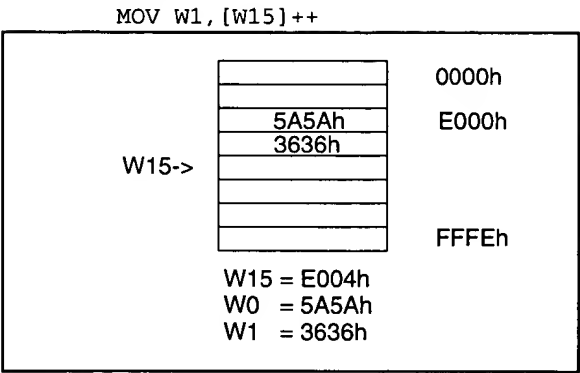 MOV W1,[W15]++
0000h
5A5Ah E000h
3636h
W15->
FFFEh
W15 = E004h
W0 = 5A5Ah
W1 = 3636h